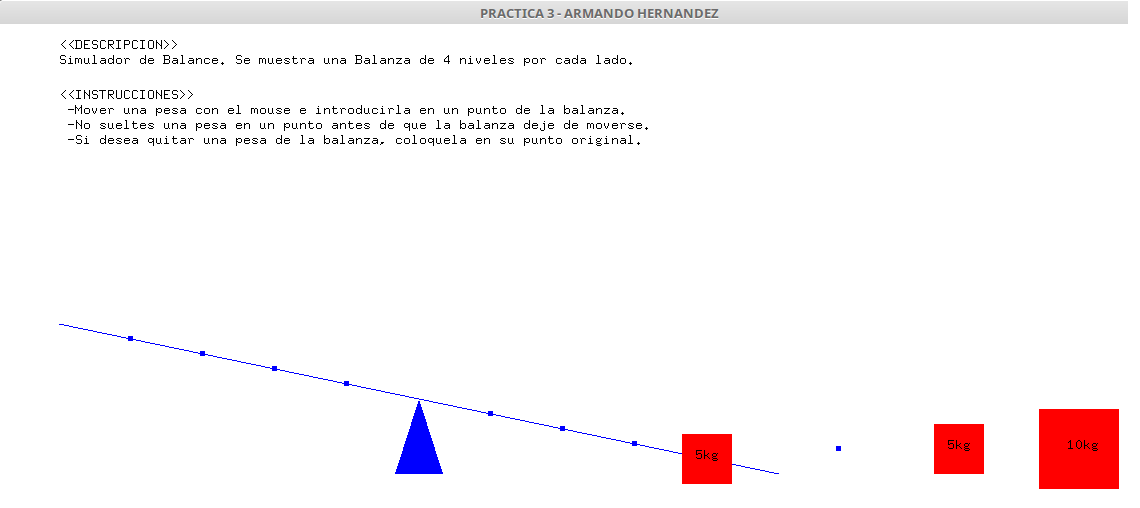 PRACTICA 3 - ARMANDO HERNANDEZ
<<DESCRIPCION>>
Simulador de Balance. Se muestra una Balanza de 4 niveles por cada lado.
<<INSTRUCCIONES>>
-Mover una pesa con el mouse e introducirla en un punto de la balanza.
-No sueltes una pesa en un punto antes de que la balanza deje de moverse.
-Si desea quitar una pesa de la balanza, coloquela en su punto original.
5kg
5kg
10kg